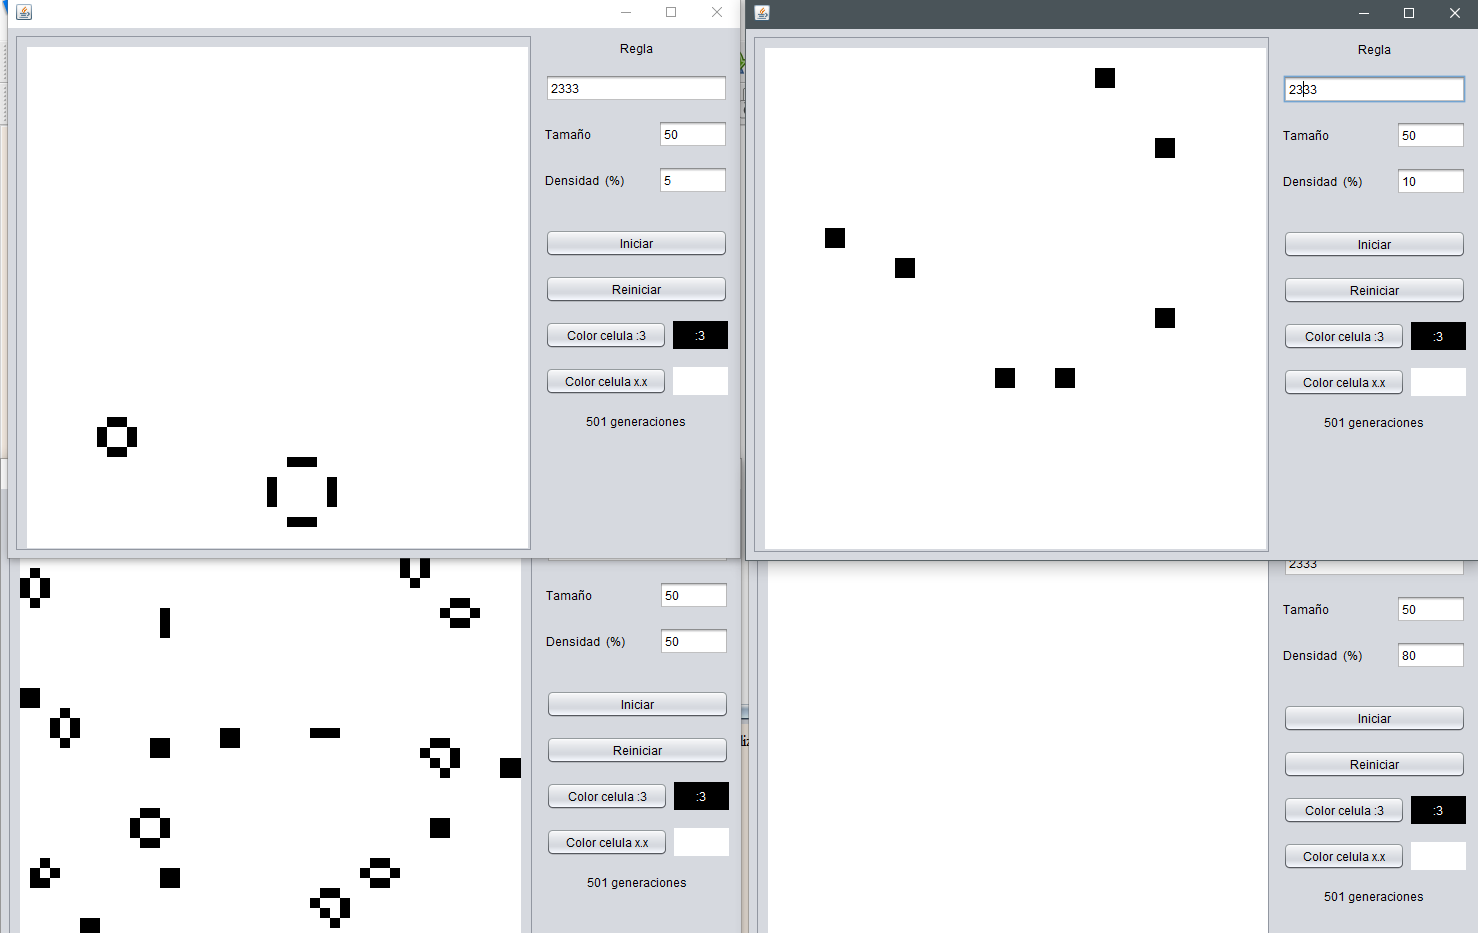 Regla
2333
Tamaño 50
Densidad (%) 5
Iniciar
Reiniciar
Color celula :3 :3
Color celula x.x
501 generaciones
Regla
2333
Tamaño 50
Densidad (%) 10
Iniciar
Reiniciar
Color celula :3 :3
Color celula x.x
501 generaciones
Tamaño 50
Densidad (%) 50
Iniciar
Reiniciar
Color celula :3 :3
Color celula x.x
501 generaciones
2333
Tamaño 50
Densidad (%) 80
Iniciar
Reiniciar
Color celula :3 :3
Color celula x.x
501 generaciones